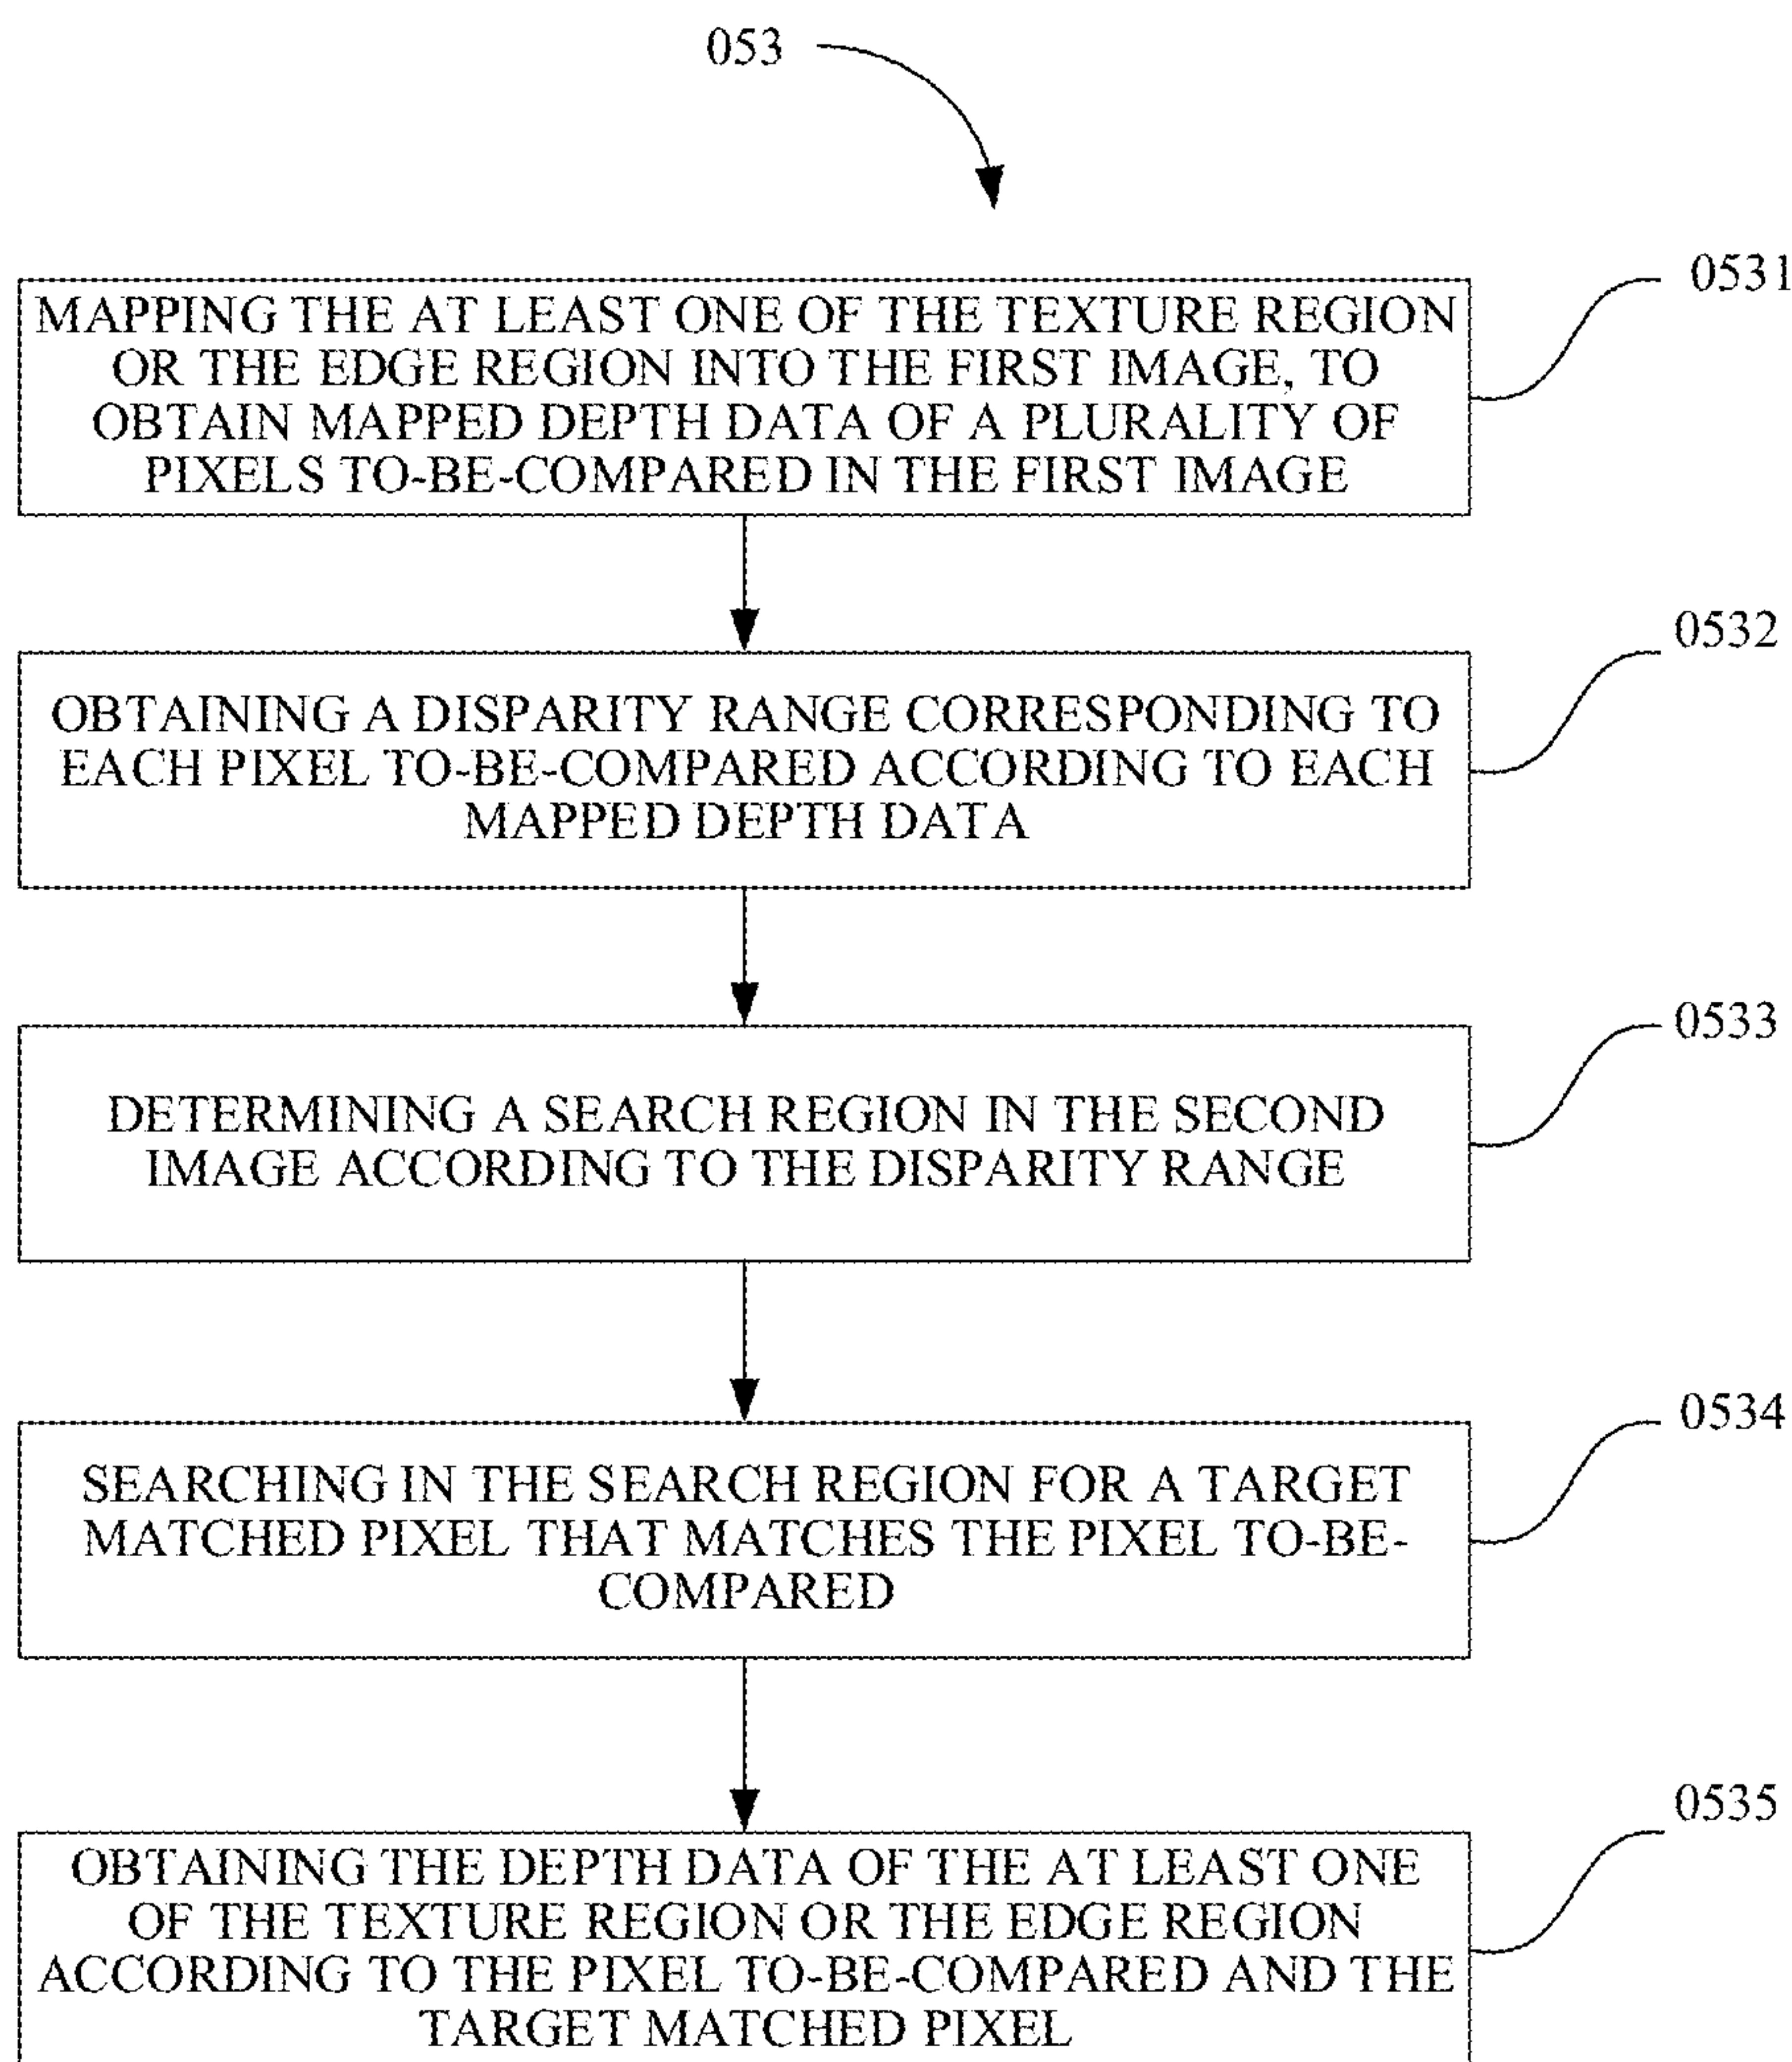 053
0531
MAPPING THE AT LEAST ONE OF THE TEXTURE REGION
OR THE EDGE REGION INTO THE FIRST IMAGE, TO
OBTAIN MAPPED DEPTH DATA OF A PLURALITY OF
PIXELS TO-BE-COMPARED IN THE FIRST IMAGE
0532
OBTAINING A DISPARITY RANGE CORRESPONDING TO
EACH PIXEL TO-BE-COMPARED ACCORDING TO EACH
MAPPED DEPTH DATA
0533
DETERMINING A SEARCH REGION IN THE SECOND
IMAGE ACCORDING TO THE DISPARITY RANGE
0534
SEARCHING IN THE SEARCH REGION FOR A TARGET
MATCHED PIXEL THAT MATCHES THE PIXEL TO-BE-
COMPARED
0535
OBTAINING THE DEPTH DATA OF THE AT LEAST ONE
OF THE TEXTURE REGION OR THE EDGE REGION
ACCORDING TO THE PIXEL TO-BE-COMPARED AND THE
TARGET MATCHED PIXEL